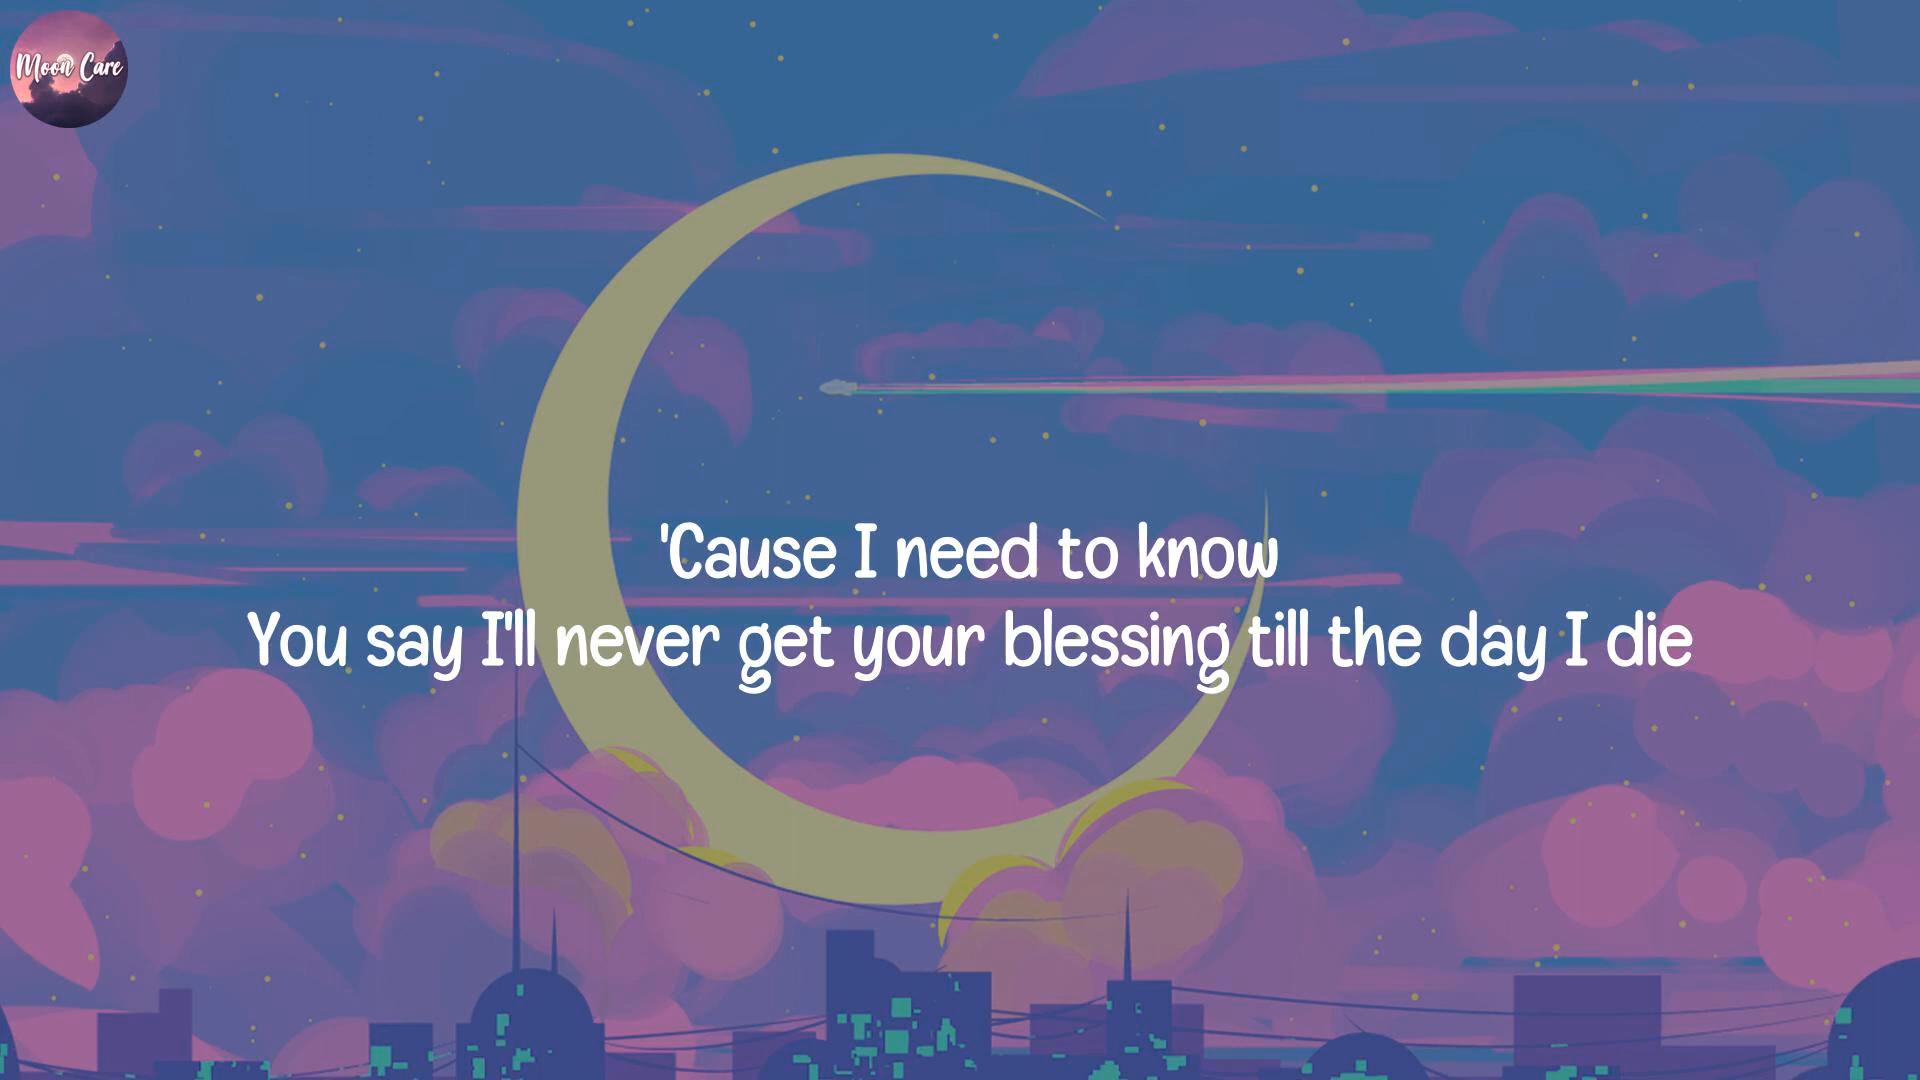 Moon Care
'Cause I need to know
You say I'll never get your blessing till the day I die